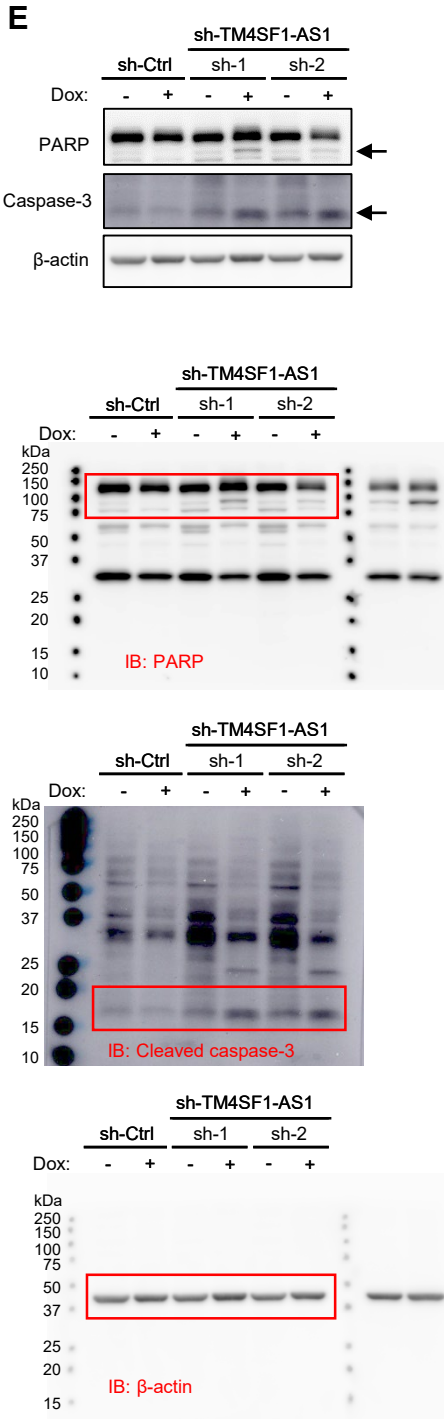 E
sh-TM4SF1-AS1
sh-Ctrl sh-1 sh-2
Dox: - + - + - +
PARP
Caspase-3
β-actin
sh-TM4SF1-AS1
sh-Ctrl sh-1 sh-2
Dox: - + - + - +
kDa
250
150
100
75
50
37
25
20
15
10
IB: PARP
sh-TM4SF1-AS1
sh-Ctrl sh-1 sh-2
Dox: - + - + - +
kDa
250
150
100
75
50
37
25
20
15
10
IB: Cleaved caspase-3
sh-TM4SF1-AS1
sh-Ctrl sh-1 sh-2
Dox: - + - + - +
kDa
250
150
100
75
50
37
25
20
15
IB: β-actin